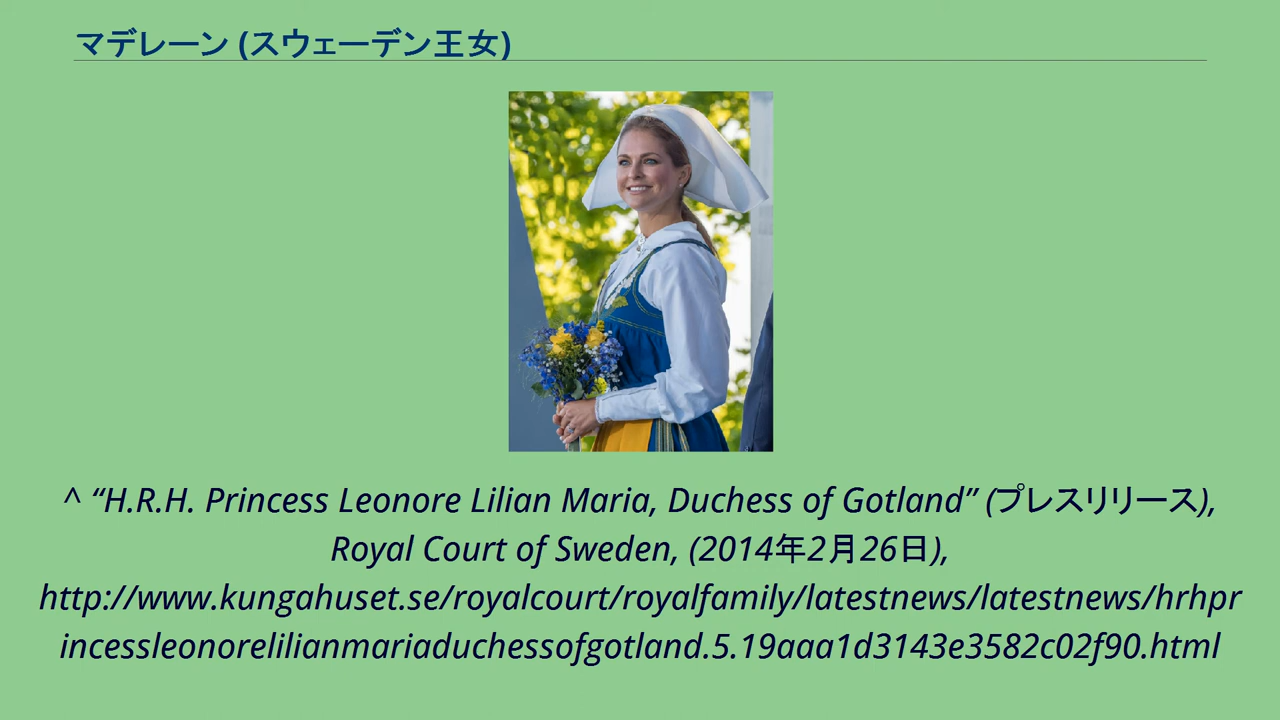 マデレーン (スウェーデン王女)
^ “H.R.H. Princess Leonore Lilian Maria, Duchess of Gotland” (プレスリリース),
Royal Court of Sweden, (2014年2月26日),
http://www.kungahuset.se/royalcourt/royalfamily/latestnews/latestnews/hrhpr
incessleonorelilianmariaduchessofgotland.5.19aaa1d3143e3582c02f90.html